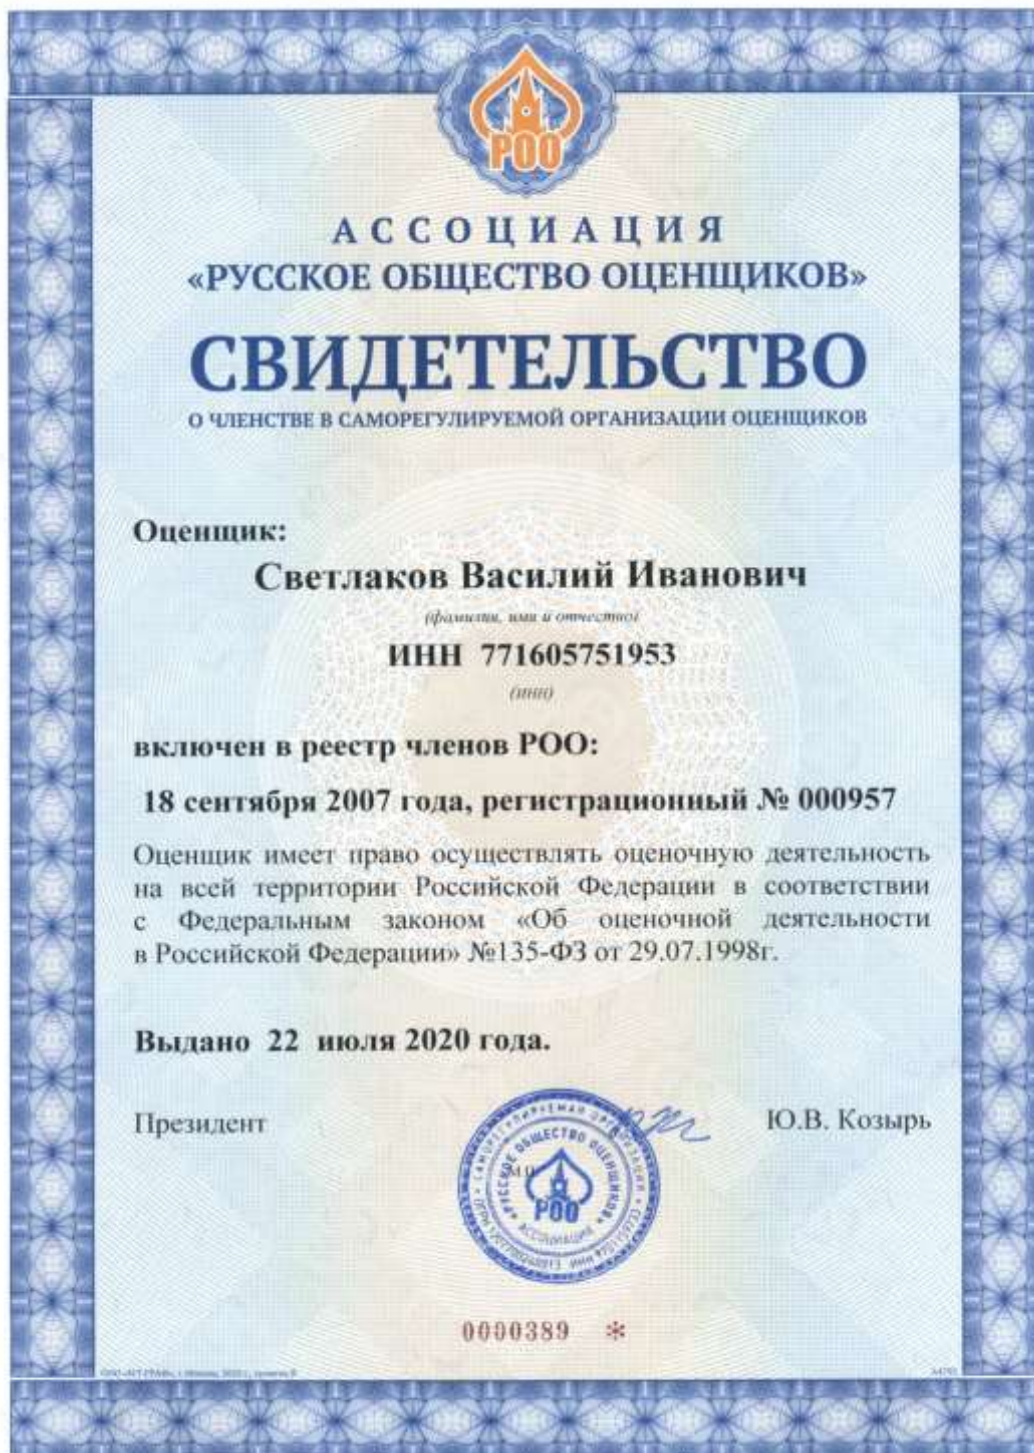 РОО
АССОЦИАЦИЯ
«РУССКОЕ ОБЩЕСТВО ОЦЕНЩИКОВ»
СВИДЕТЕЛЬСТВО
О ЧЛЕНСТВЕ В САМОРЕГУЛИРУЕМОЙ ОРГАНИЗАЦИИ ОЦЕНЩИКОВ
Оценщик:
Светлаков Василий Иванович
(фамилия, имя и отчество)
ИНН 771605751953
(ИНН)
включен в реестр членов РОО:
18 сентября 2007 года, регистрационный № 000957
Оценщик имеет право осуществлять оценочную деятельность
на всей территории Российской Федерации в соответствии
с Федеральным законом «Об оценочной деятельности
в Российской Федерации» №135-ФЗ от 29.07.1998г.
Выдано 22 июля 2020 года.
Президент
Ю.В. Козырь
САМОРЕГУЛИРУЕМАЯ ОРГАНИЗАЦИЯ
«РУССКОЕ ОБЩЕСТВО ОЦЕНЩИКОВ»
АССОЦИАЦИЯ
РОО
0000389 *